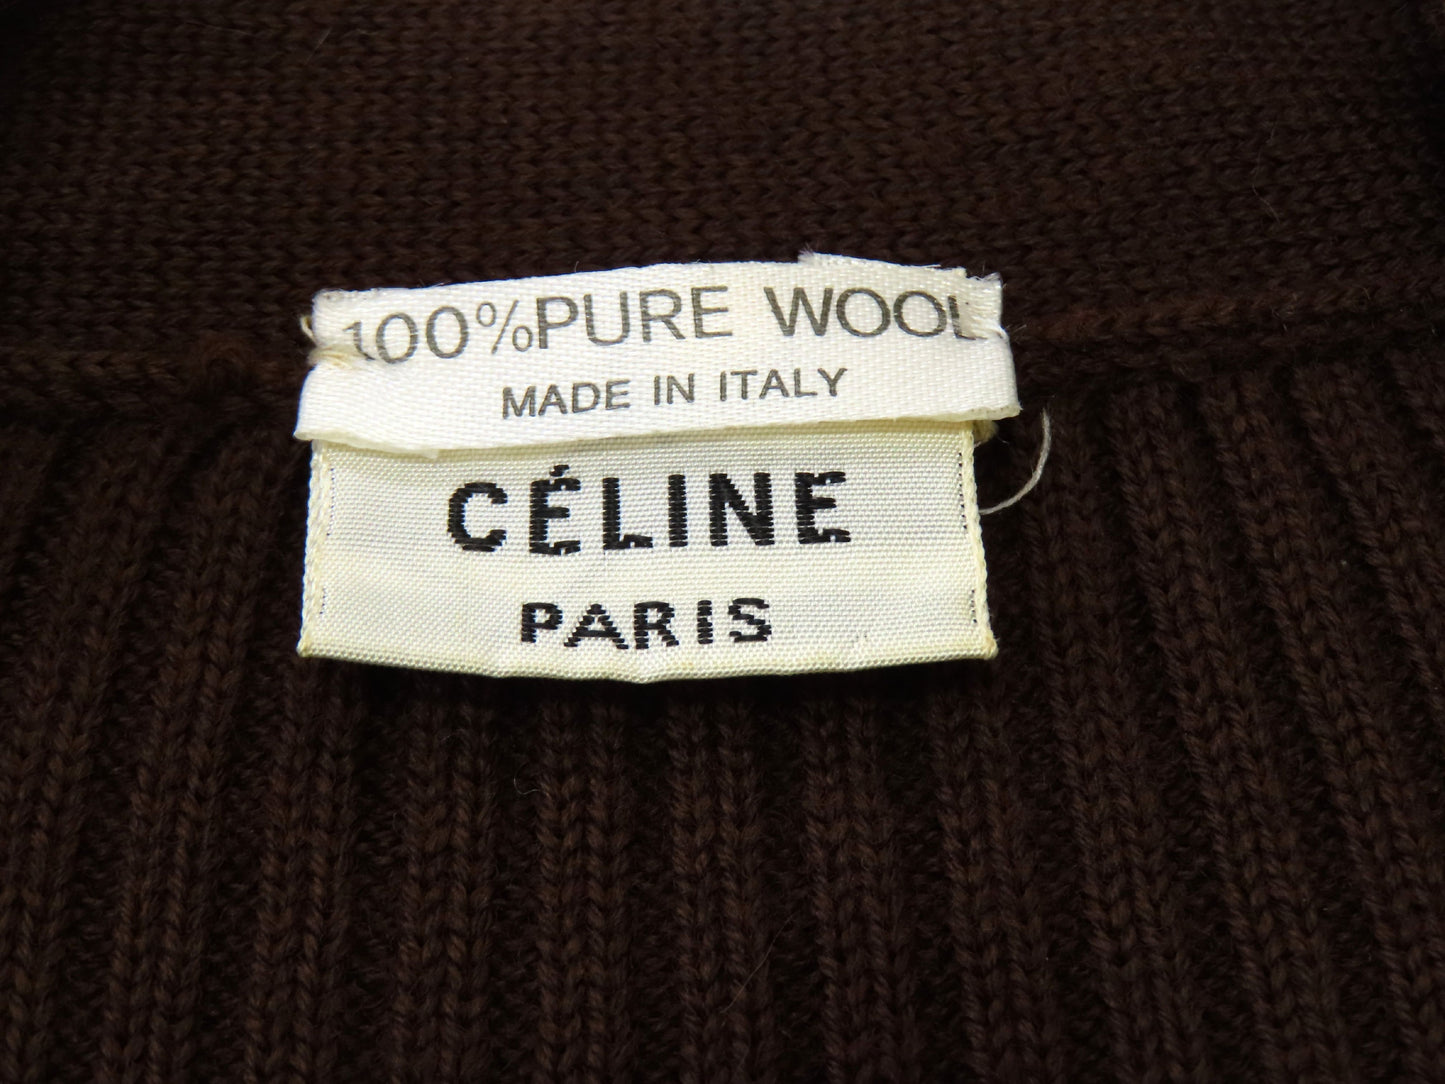 100%PURE WOOL
MADE IN ITALY
CÉLINE
PARIS